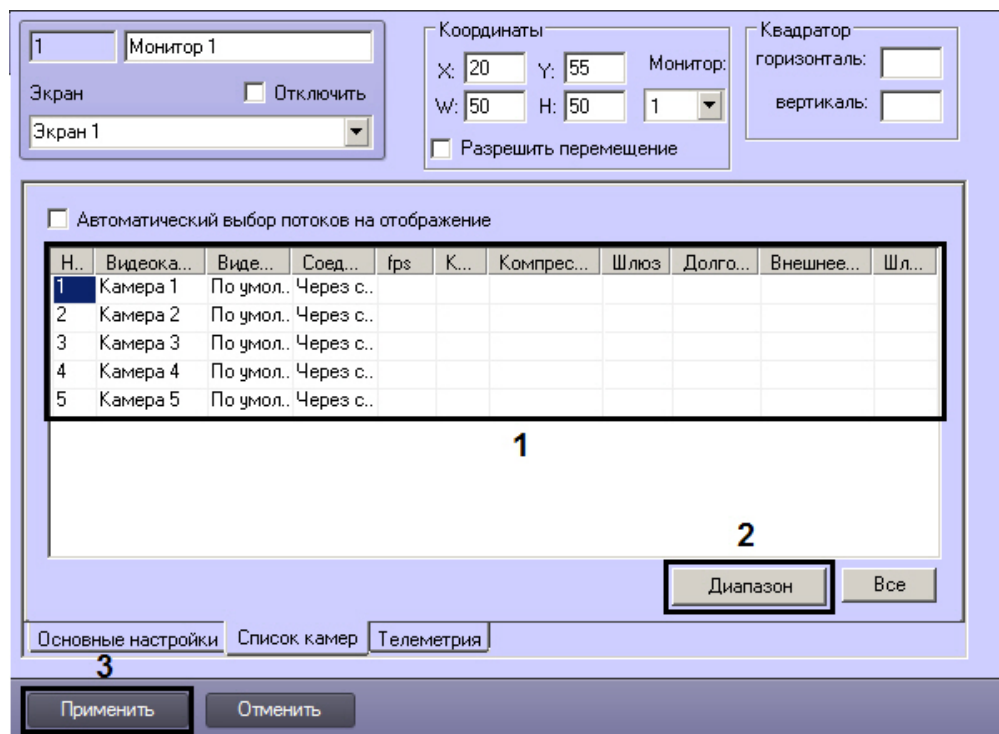 1 Монитор 1
Экран Отключить
Экран 1
Координаты
X: 20 Y: 55 Монитор:
W: 50 H: 50 1
Разрешить перемещение
Квадратор
горизонталь:
вертикаль:
Автоматический выбор потоков на отображение
Н.. Видеока... Виде... Соед... fps К... Компрес... Шлюз Долго... Внешнее... Шл...
1 Камера 1 По умол.. Через с..
2 Камера 2 По умол.. Через с..
3 Камера 3 По умол.. Через с..
4 Камера 4 По умол.. Через с..
5 Камера 5 По умол.. Через с..
1
2
Диапазон Все
Основные настройки Список камер Телеметрия
3
Применить Отменить